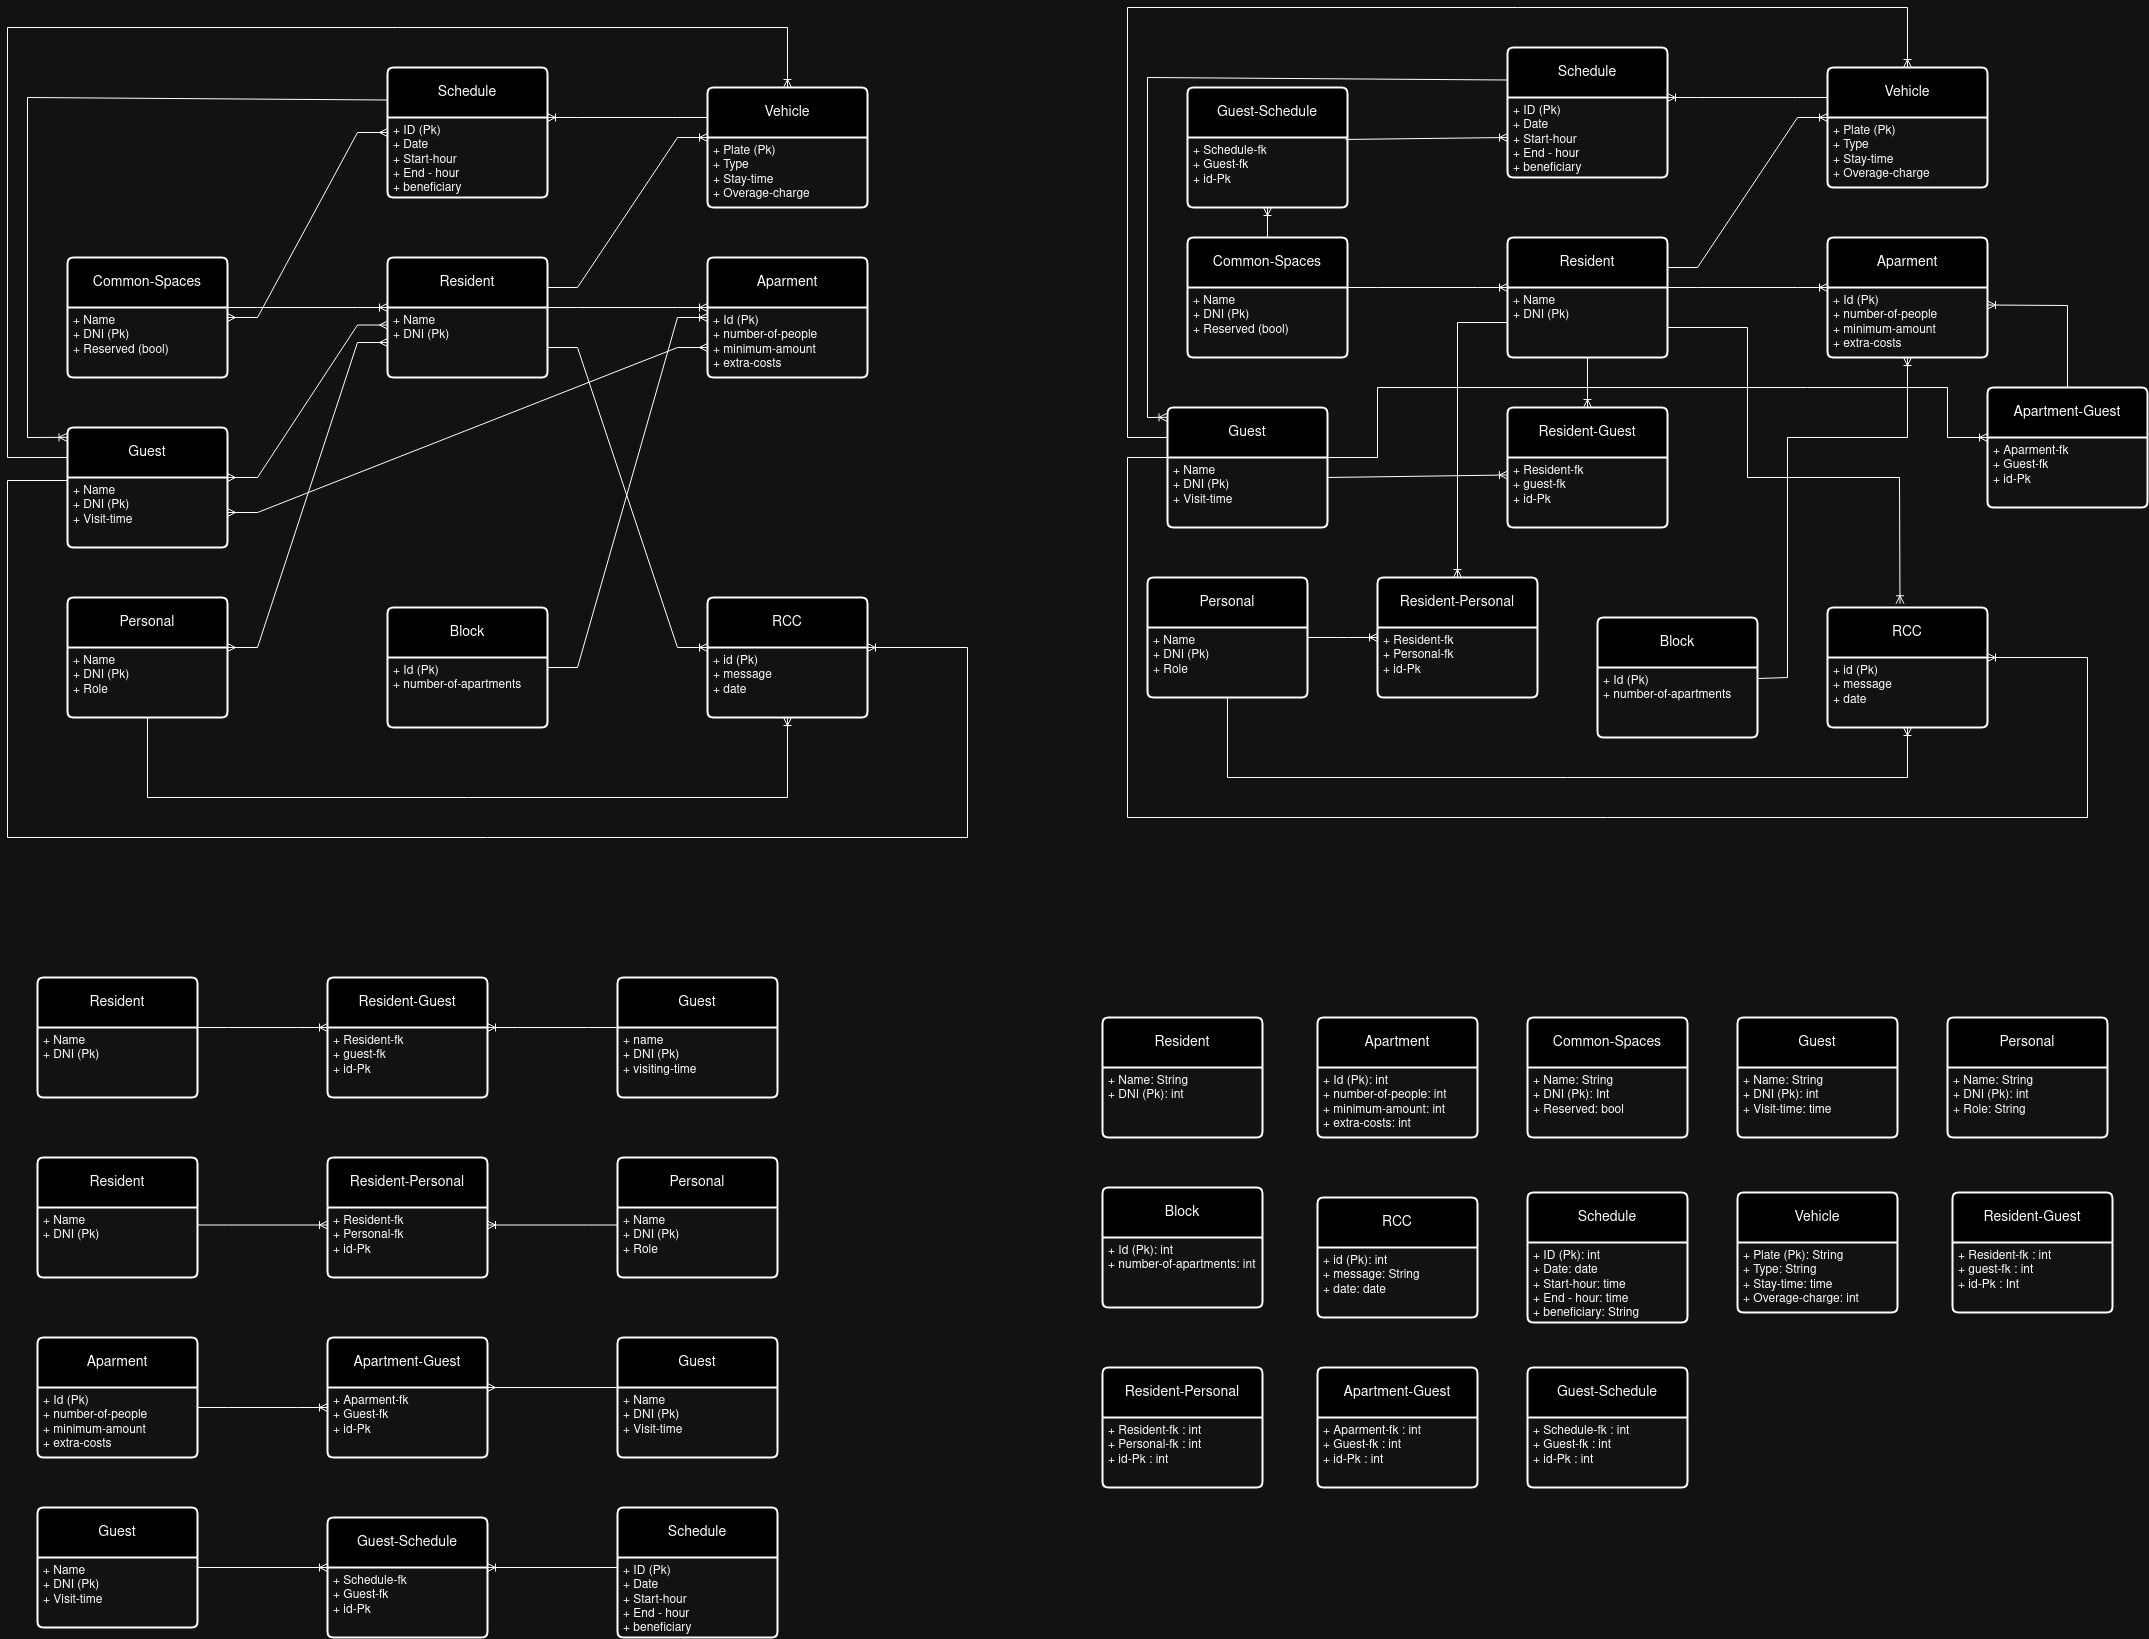 Schedule
+ ID (Pk)
+ Date
+ Start-hour
+ End - hour
+ beneficiary
Vehicle
+ Plate (Pk)
+ Type
+ Stay-time
+ Overage-charge
Common-Spaces
+ Name
+ DNI (Pk)
+ Reserved (bool)
Resident
+ Name
+ DNI (Pk)
Aparment
+ Id (Pk)
+ number-of-people
+ minimum-amount
+ extra-costs
Guest
+ Name
+ DNI (Pk)
+ Visit-time
Personal
+ Name
+ DNI (Pk)
+ Role
Block
+ Id (Pk)
+ number-of-apartments
RCC
+ id (Pk)
+ message
+ date
Guest-Schedule
+ Schedule-fk
+ Guest-fk
+ id-Pk
Schedule
+ ID (Pk)
+ Date
+ Start-hour
+ End - hour
+ beneficiary
Vehicle
+ Plate (Pk)
+ Type
+ Stay-time
+ Overage-charge
Common-Spaces
+ Name
+ DNI (Pk)
+ Reserved (bool)
Resident
+ Name
+ DNI (Pk)
Aparment
+ Id (Pk)
+ number-of-people
+ minimum-amount
+ extra-costs
Guest
+ Name
+ DNI (Pk)
+ Visit-time
Resident-Guest
+ Resident-fk
+ guest-fk
+ id-Pk
Apartment-Guest
+ Aparment-fk
+ Guest-fk
+ id-Pk
Personal
+ Name
+ DNI (Pk)
+ Role
Resident-Personal
+ Resident-fk
+ Personal-fk
+ id-Pk
Block
+ Id (Pk)
+ number-of-apartments
RCC
+ id (Pk)
+ message
+ date
Resident
+ Name
+ DNI (Pk)
Resident-Guest
+ Resident-fk
+ guest-fk
+ id-Pk
Guest
+ name
+ DNI (Pk)
+ visiting-time
Resident
+ Name
+ DNI (Pk)
Resident-Personal
+ Resident-fk
+ Personal-fk
+ id-Pk
Personal
+ Name
+ DNI (Pk)
+ Role
Aparment
+ Id (Pk)
+ number-of-people
+ minimum-amount
+ extra-costs
Apartment-Guest
+ Aparment-fk
+ Guest-fk
+ id-Pk
Guest
+ Name
+ DNI (Pk)
+ Visit-time
Guest
+ Name
+ DNI (Pk)
+ Visit-time
Guest-Schedule
+ Schedule-fk
+ Guest-fk
+ id-Pk
Schedule
+ ID (Pk)
+ Date
+ Start-hour
+ End - hour
+ beneficiary
Resident
+ Name: String
+ DNI (Pk): int
Apartment
+ Id (Pk): int
+ number-of-people: int
+ minimum-amount: int
+ extra-costs: int
Common-Spaces
+ Name: String
+ DNI (Pk): Int
+ Reserved: bool
Guest
+ Name: String
+ DNI (Pk): int
+ Visit-time: time
Personal
+ Name: String
+ DNI (Pk): int
+ Role: String
Block
+ Id (Pk): int
+ number-of-apartments: int
RCC
+ id (Pk): int
+ message: String
+ date: date
Schedule
+ ID (Pk): int
+ Date: date
+ Start-hour: time
+ End - hour: time
+ beneficiary: String
Vehicle
+ Plate (Pk): String
+ Type: String
+ Stay-time: time
+ Overage-charge: int
Resident-Guest
+ Resident-fk : int
+ guest-fk : int
+ id-Pk : Int
Resident-Personal
+ Resident-fk : int
+ Personal-fk : int
+ id-Pk : int
Apartment-Guest
+ Aparment-fk : int
+ Guest-fk : int
+ id-Pk : int
Guest-Schedule
+ Schedule-fk : int
+ Guest-fk : int
+ id-Pk : int